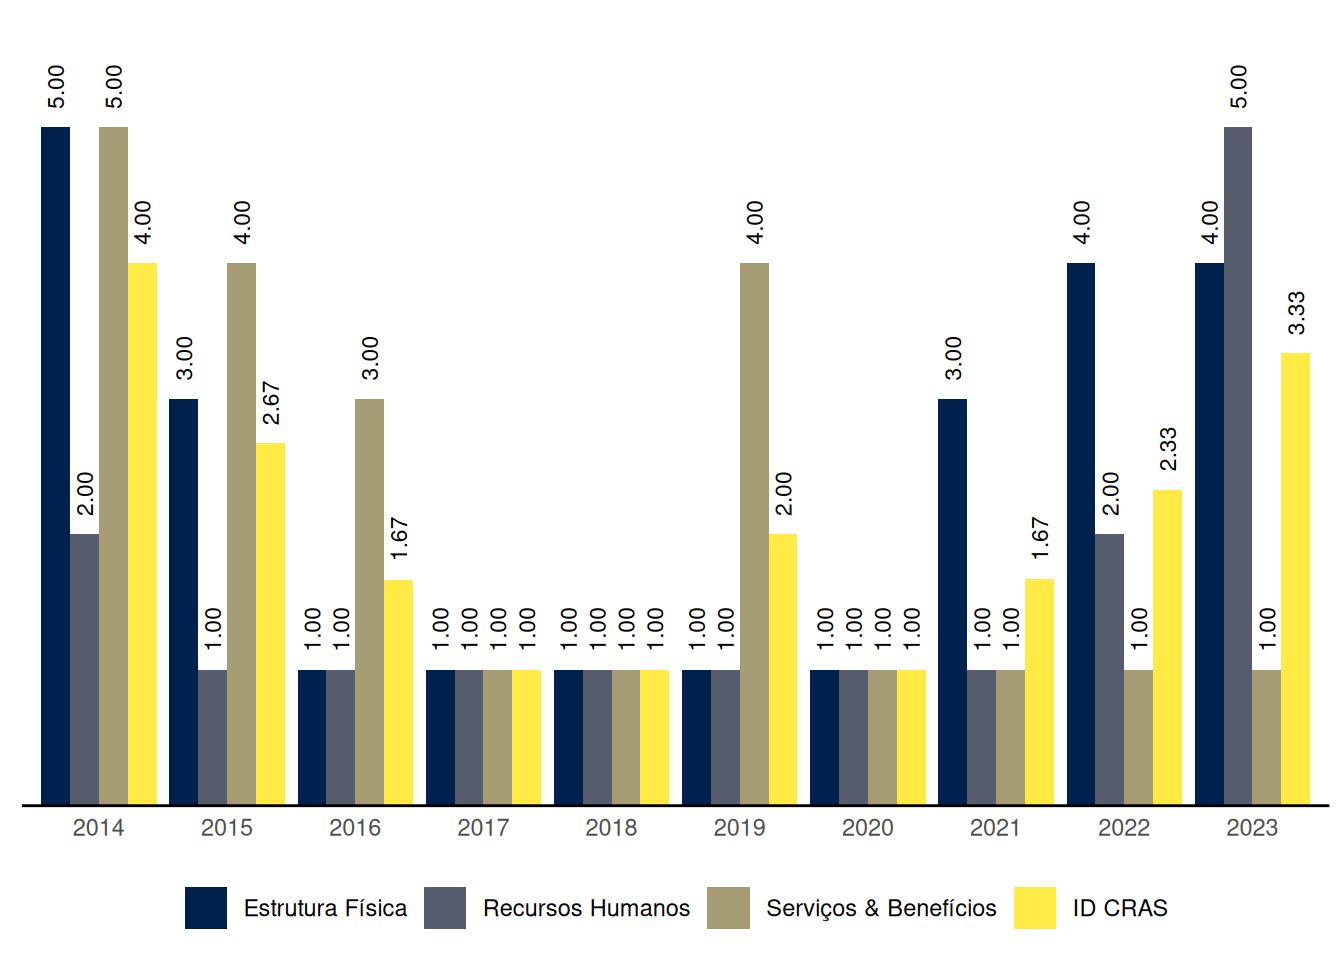 5.00 2.00 5.00 4.00
3.00 1.00 4.00 2.67
1.00 1.00 3.00 1.67
1.00 1.00 1.00 1.00
1.00 1.00 1.00 1.00
1.00 1.00 4.00 2.00
1.00 1.00 1.00 1.00
3.00 1.00 1.00 1.67
4.00 2.00 1.00 2.33
4.00 5.00 1.00 3.33
2014 2015 2016 2017 2018 2019 2020 2021 2022 2023
Estrutura Física Recursos Humanos Serviços & Benefícios ID CRAS